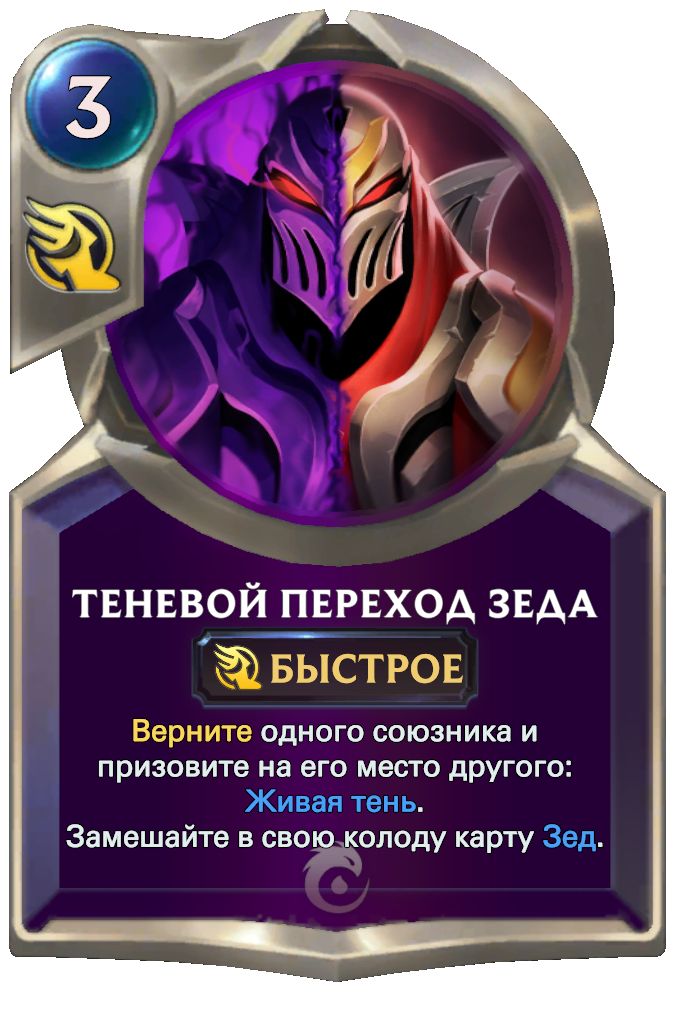 3
ТЕНЕВОЙ ПЕРЕХОД ЗЕДА
БЫСТРОЕ
Верните одного союзника и
призовите на его место другого:
Живая тень.
Замешайте в свою колоду карту Зед.